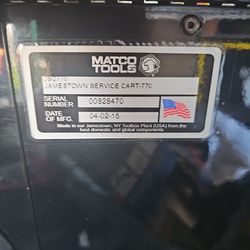 MATCO
TOOLS
JSC770
JAMESTOWN SERVICE CART-770
SERIAL
NUMBER
00828470
DATE
OF MFG.
04-02-15
Made in our Jamestown, NY Toolbox Plant (USA) from the
best domestic and global components.